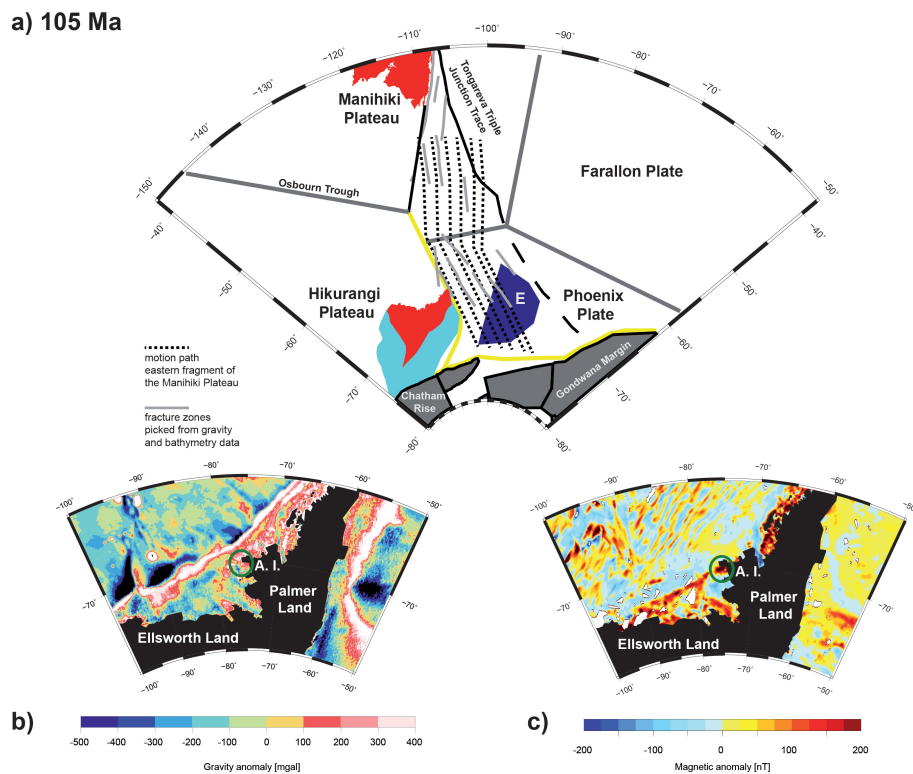 a) 105 Ma
−150˚
−140˚
−130˚
−120˚
−110˚
−100˚
−90˚
−80˚
−70˚
−60˚
−50˚
−40˚
−50˚
−60˚
−70˚
−80˚
−40˚
−50˚
−60˚
−70˚
−80˚
Manihiki
Plateau
Tongareva Triple
Junction Trace
Osbourn Trough
Farallon Plate
Hikurangi
Plateau
E
Phoenix
Plate
Chatham
Rise
Gondwana Margin
motion path
eastern fragment of
the Manihiki Plateau
fracture zones
picked from gravity
and bathymetry data
−100˚
−90˚
−80˚
−70˚
−60˚
−50˚
−70˚
−70˚
−100˚
−90˚
−80˚
−70˚
−60˚
−50˚
A. I.
Palmer
Land
Ellsworth Land
b)
-500
-400
-300
-200
-100
0
100
200
300
400
Gravity anomaly [mgal]
−100˚
−90˚
−80˚
−70˚
−60˚
−50˚
−70˚
−70˚
−100˚
−90˚
−80˚
−70˚
−60˚
−50˚
A. I.
Palmer
Land
Ellsworth Land
c)
-200
-100
0
100
200
Magnetic anomaly [nT]